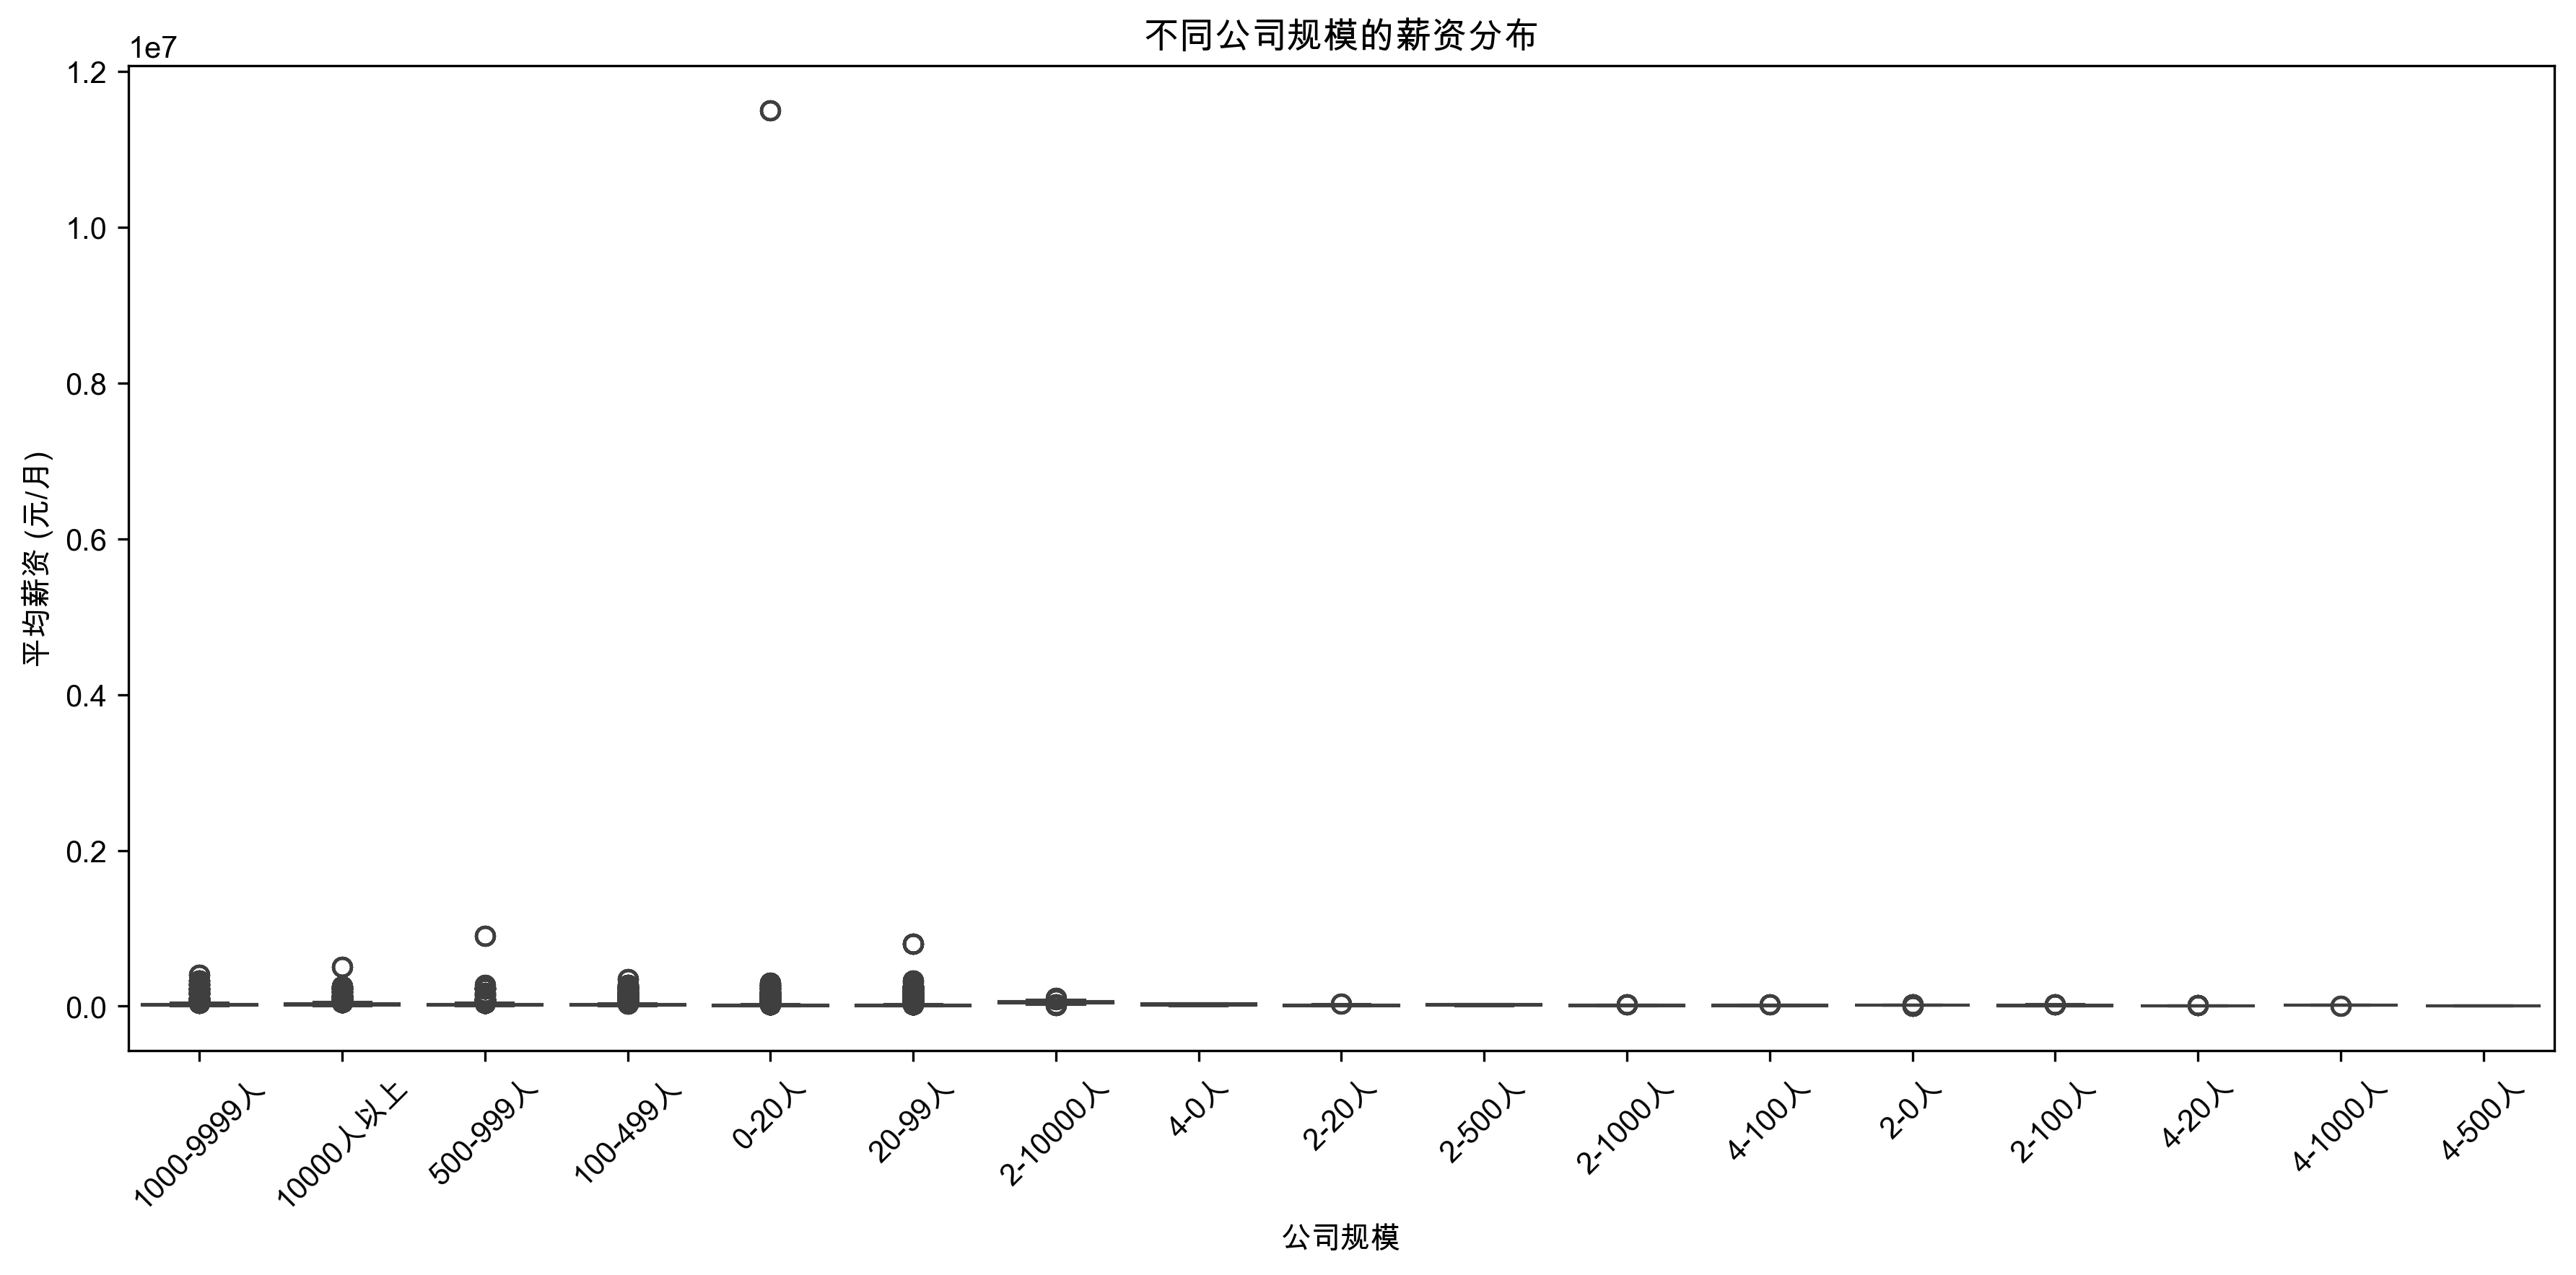 不同公司规模的薪资分布
1e7
1.2
1.0
0.8
0.6
0.4
0.2
0.0
平均薪资 (元/月)
1000-9999人
10000人以上
500-999人
100-499人
0-20人
20-99人
2-10000人
4-0人
2-20人
2-500人
2-1000人
4-100人
2-0人
2-100人
4-20人
4-1000人
4-500人
公司规模